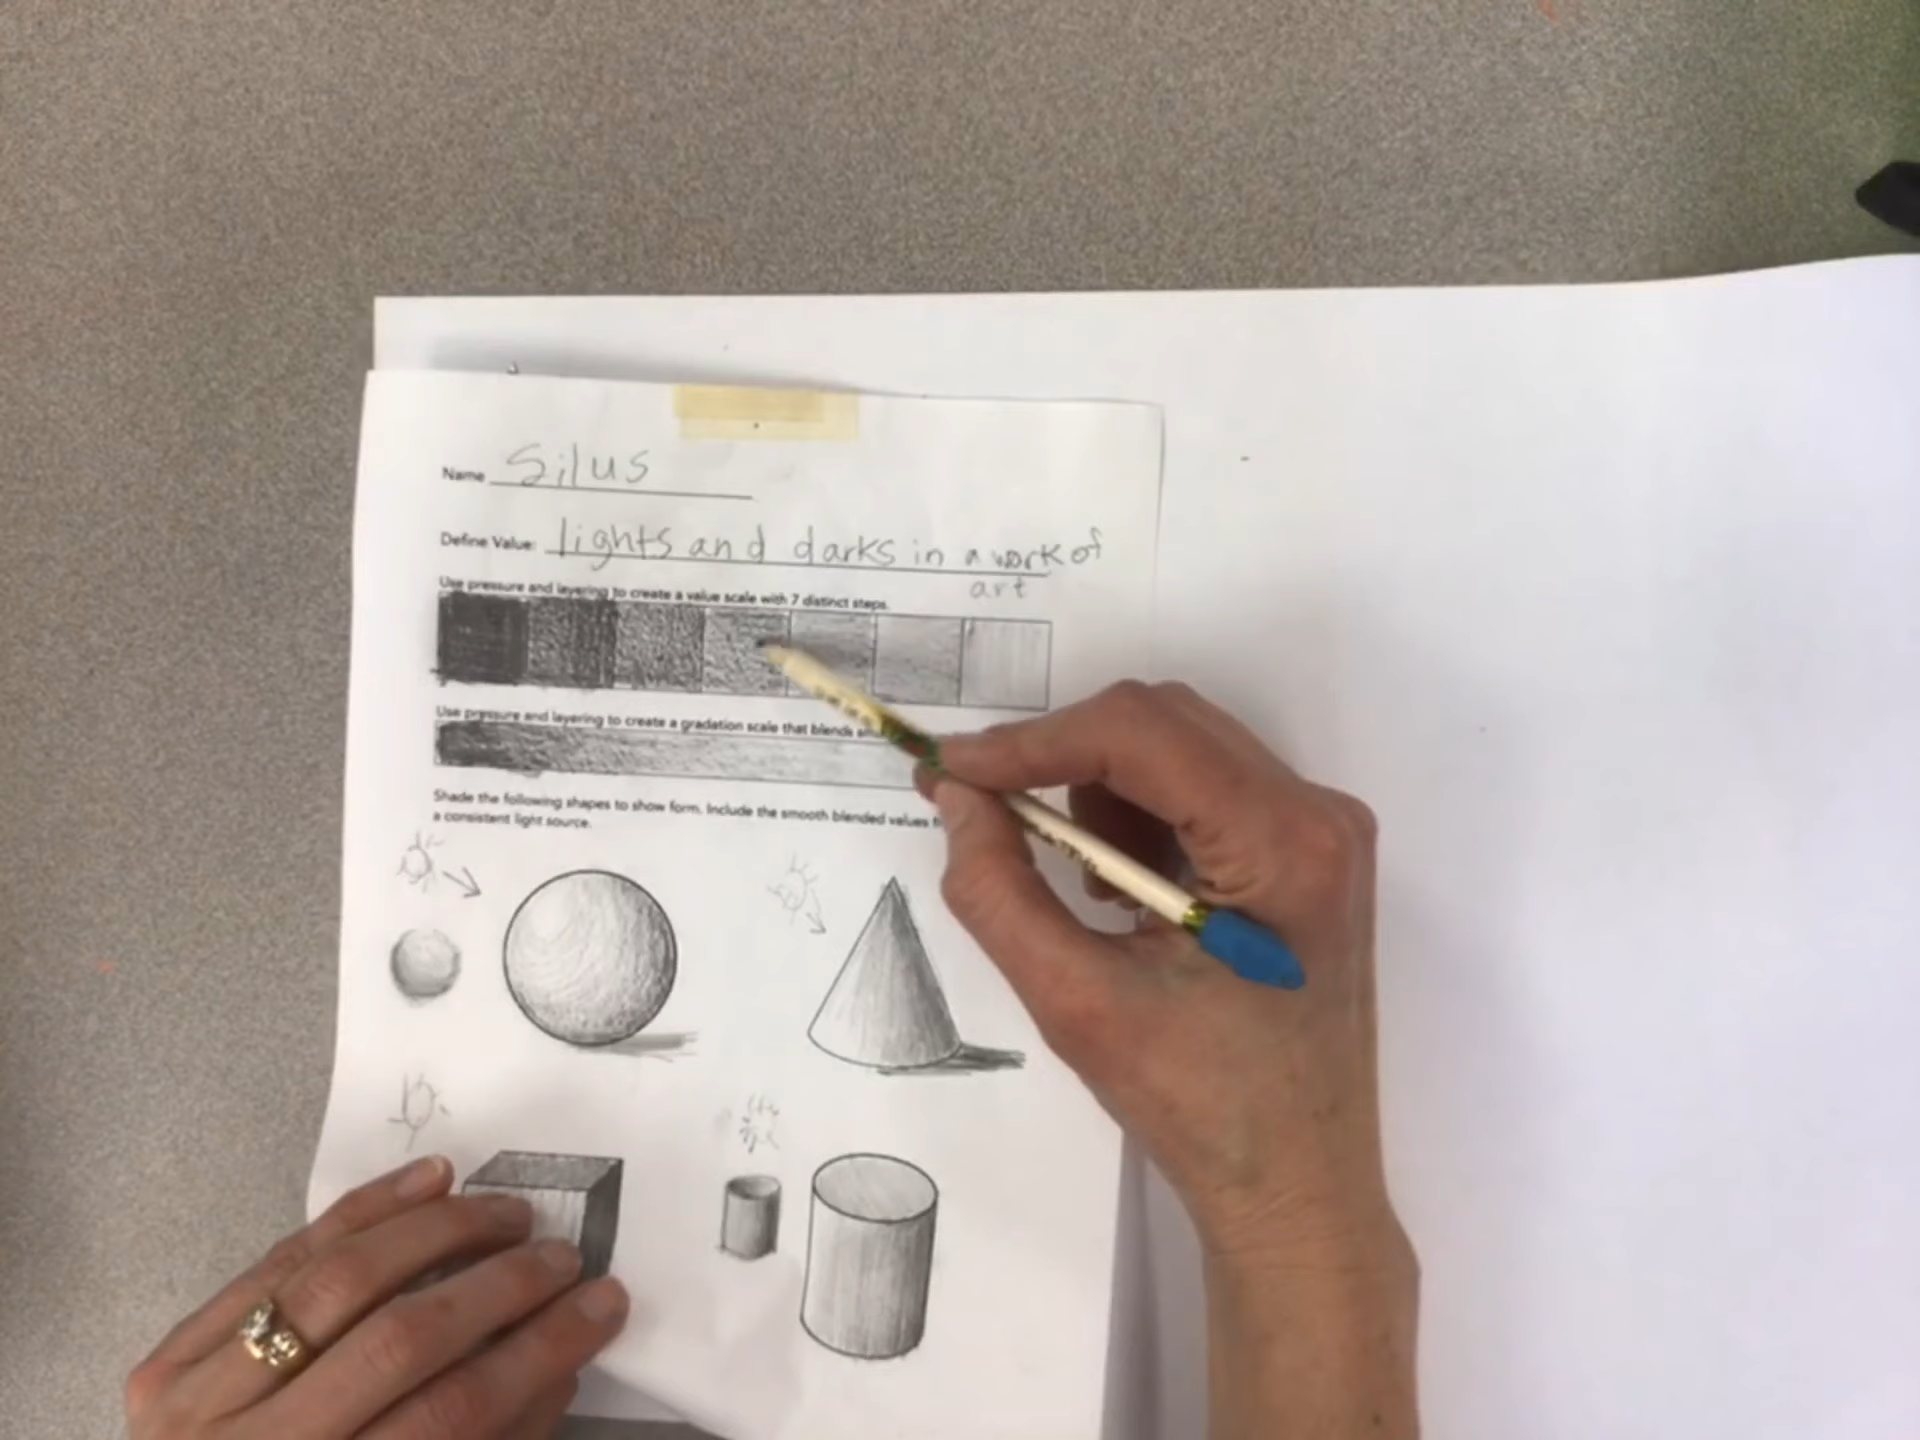 Name Silus
Define Value: lights and darks in a work of
art
Use pressure and layering to create a value scale with 7 distinct steps.
Use pressure and layering to create a gradation scale that blends
Shade the following shapes to show form. Include the smooth blended values
a consistent light source.